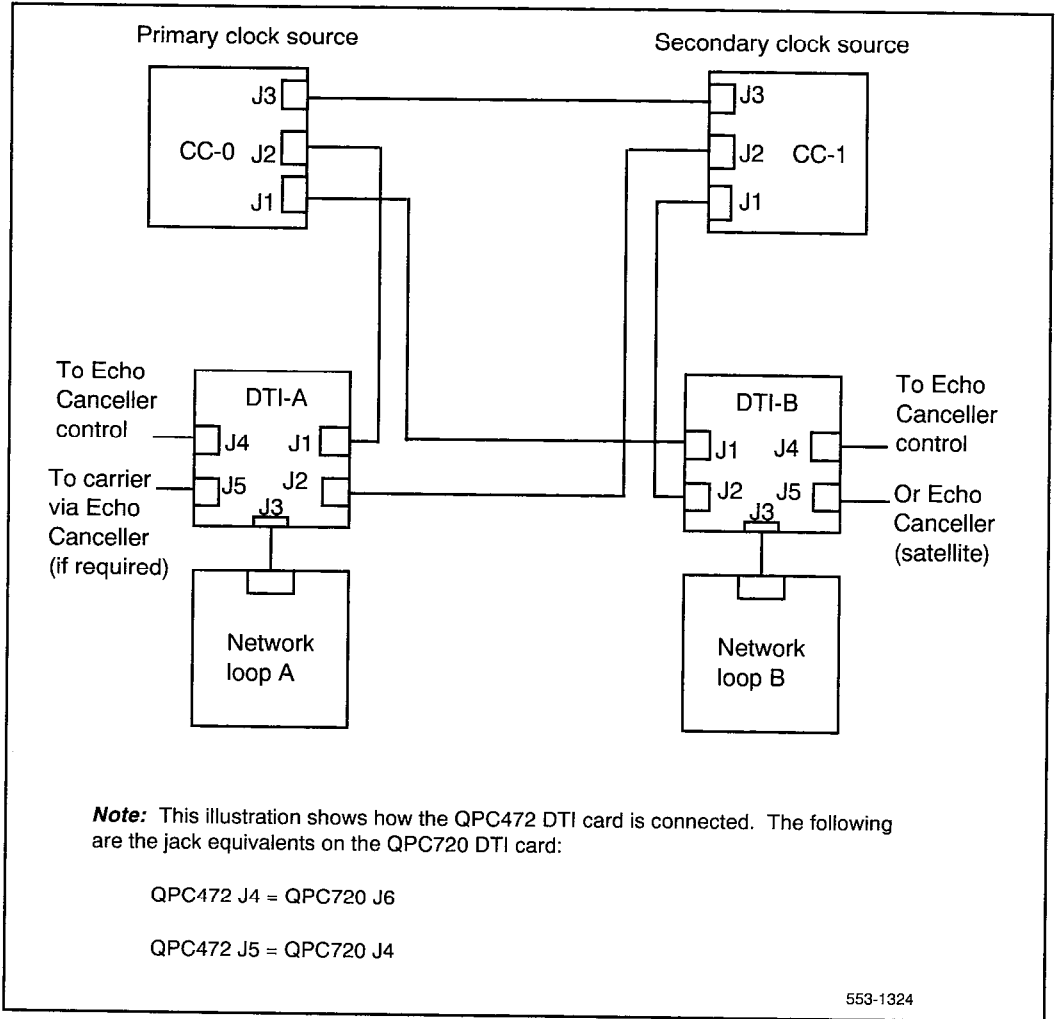 Primary clock source
Secondary clock source
J3
J3
CC-0
J2
J2
CC-1
J1
J1
To Echo
Canceller
control
DTI-A
J4
J1
To carrier
via Echo
Canceller
(if required)
J5
J2
J3
DTI-B
J1
J4
To Echo
Canceller
control
J2
J5
J3
Or Echo
Canceller
(satellite)
Network
loop A
Network
loop B
Note: This illustration shows how the QPC472 DTI card is connected. The following
are the jack equivalents on the QPC720 DTI card:
QPC472 J4 = QPC720 J6
QPC472 J5 = QPC720 J4
553-1324